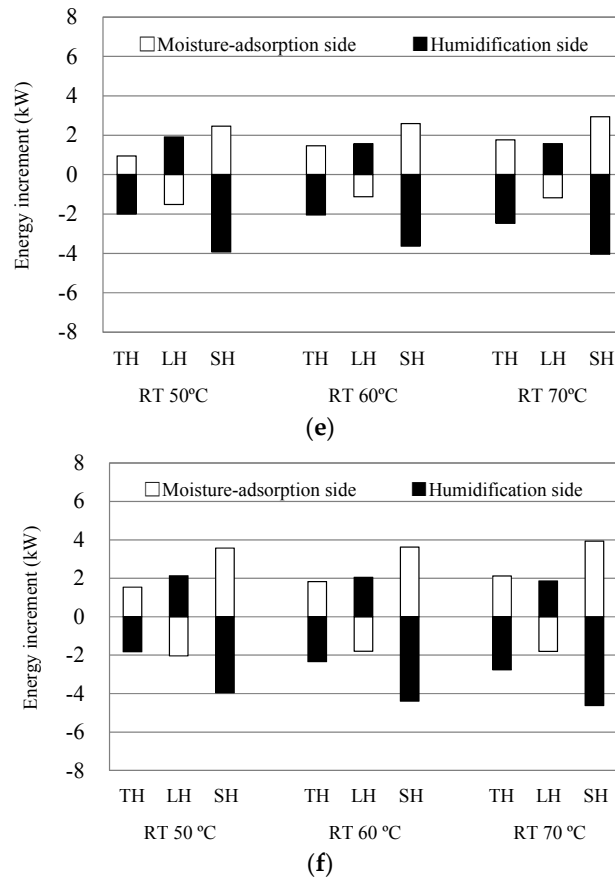 8
Moisture-adsorption side Humidification side
6
4
2
0
-2
-4
-6
-8
Energy increment (kW)
TH LH SH TH LH SH TH LH SH
RT 50ºC RT 60ºC RT 70ºC
(e)
8
Moisture-adsorption side Humidification side
6
4
2
0
-2
-4
-6
-8
Energy increment (kW)
TH LH SH TH LH SH TH LH SH
RT 50 ºC RT 60 ºC RT 70 ºC
(f)